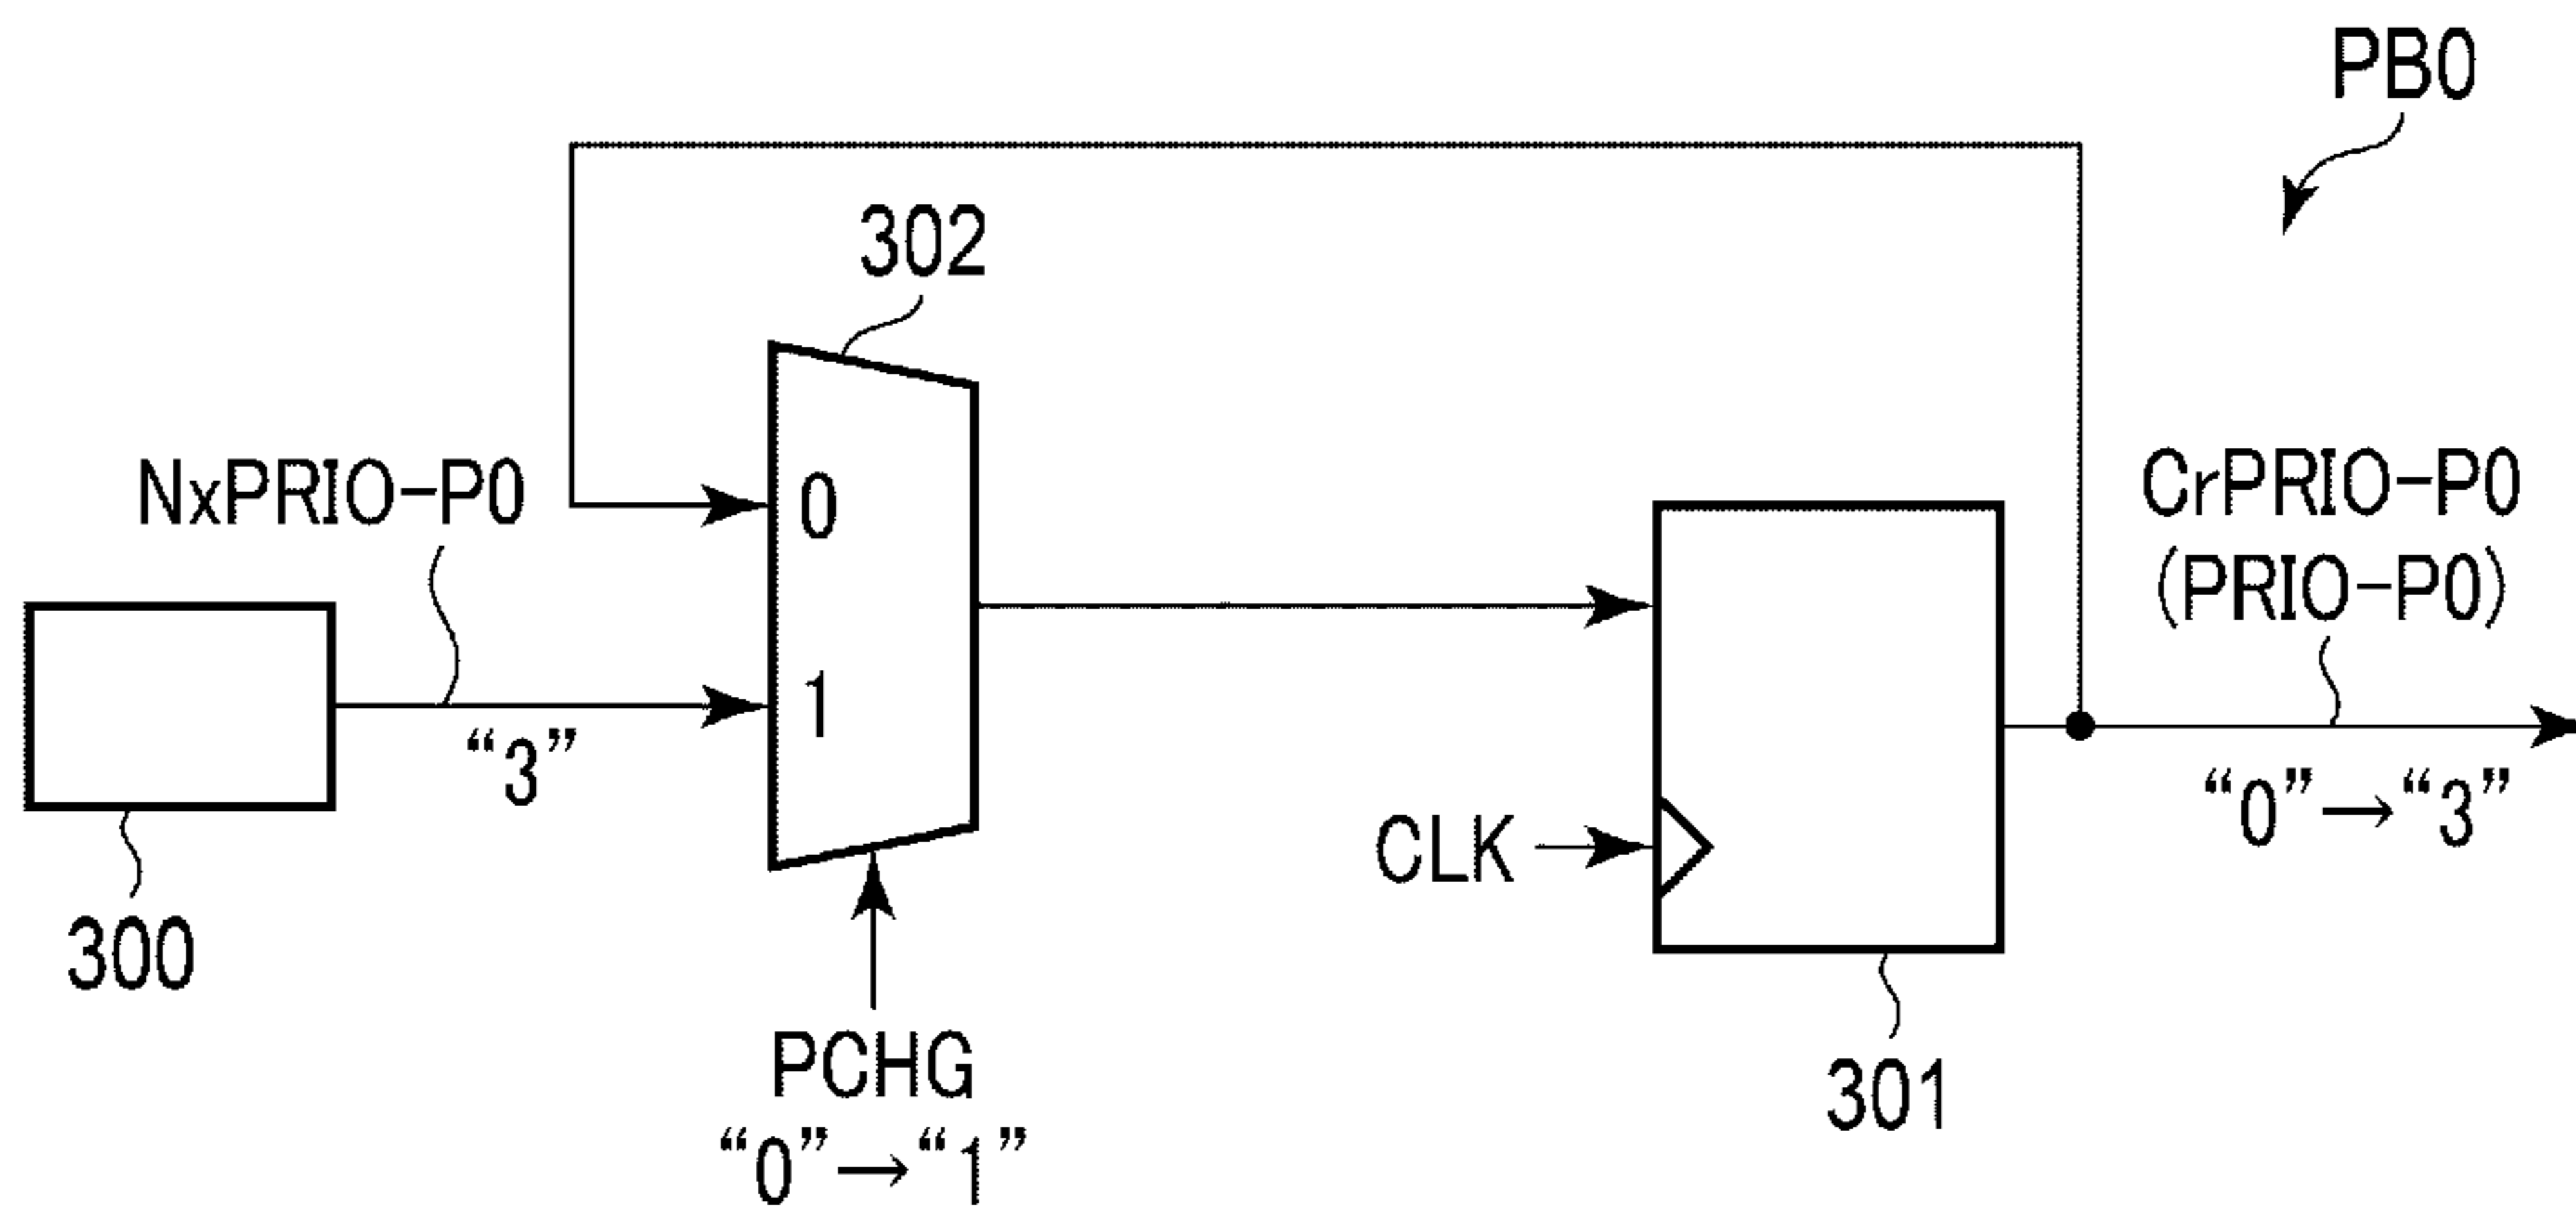 PB0
302
NxPRIO-P0
0
CrPRIO-P0
(PRIO-P0)
1
“3”
“0”→“3”
CLK
300
PCHG
“0”→“1”
301